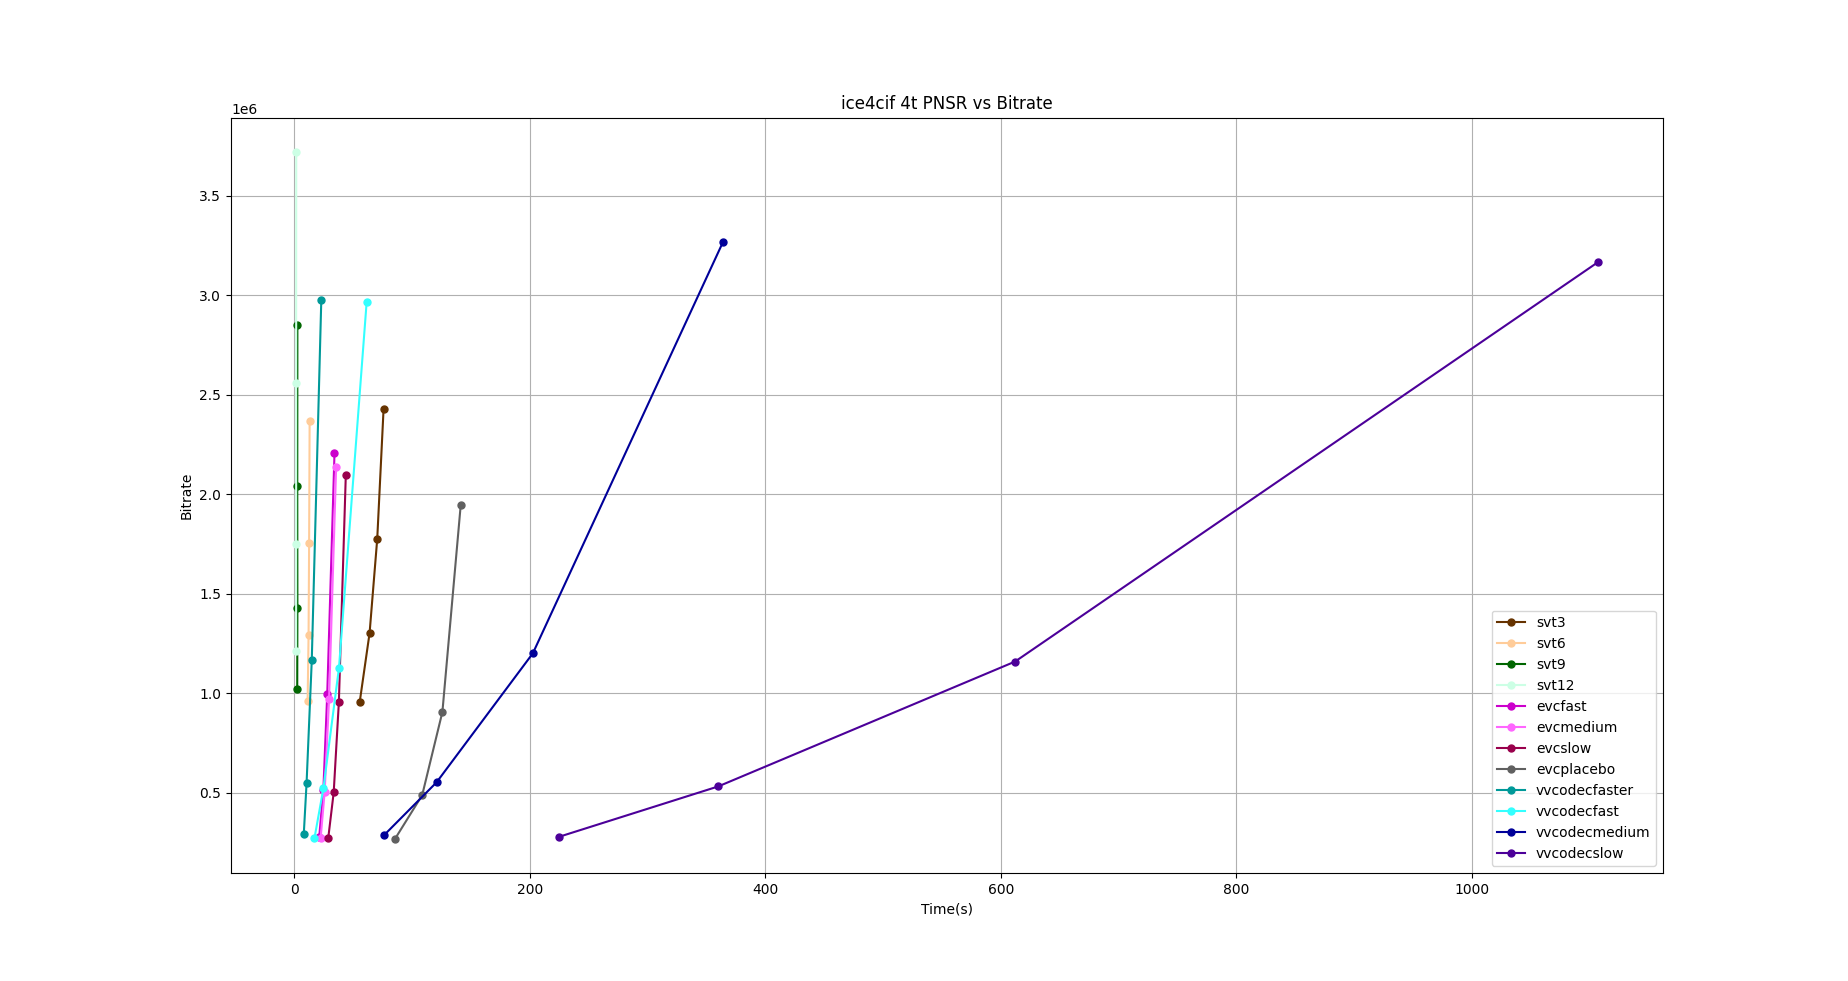 ice4cif 4t PNSR vs Bitrate
1e6
3.5
3.0
2.5
2.0
1.5
1.0
0.5
Bitrate
0 200 400 600 800 1000
Time(s)
svt3
svt6
svt9
svt12
evcfast
evcmedium
evcslow
evcplacebo
vvcodecfaster
vvcodecfast
vvcodecmedium
vvcodecslow